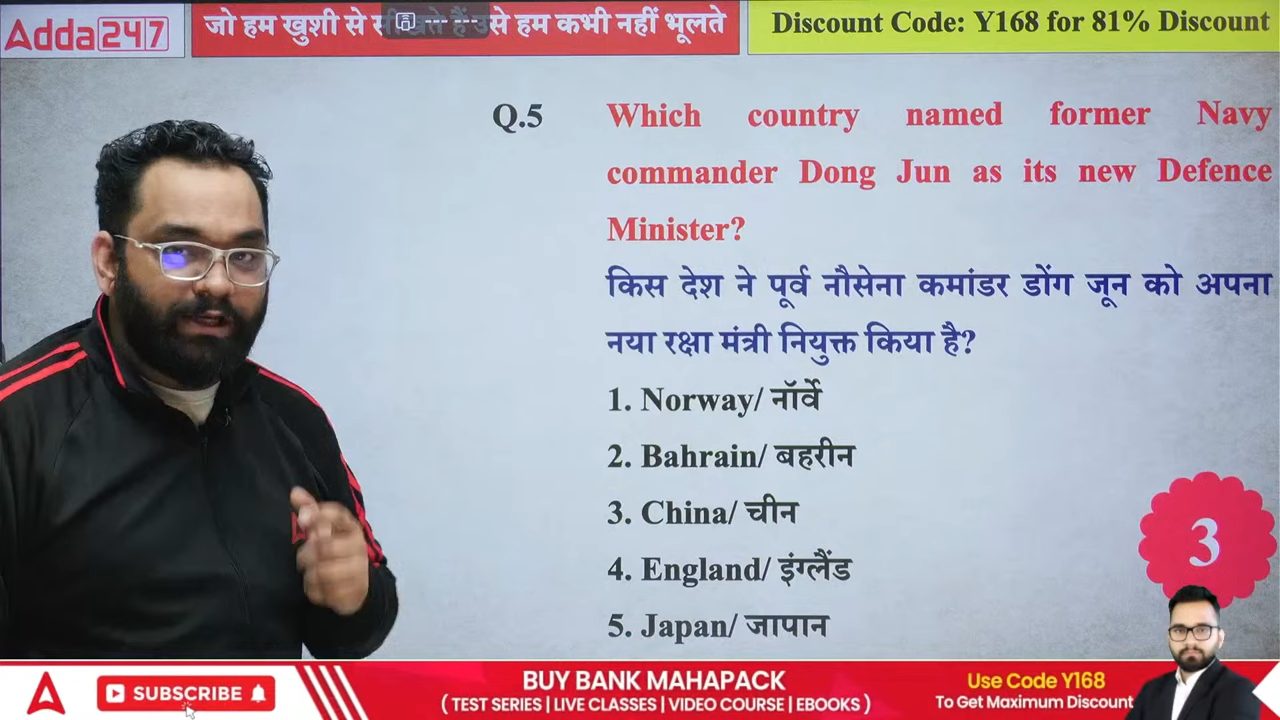 Adda247
जो हम खुशी से से हम कभी नहीं भूलते
Discount Code: Y168 for 81% Discount
Q.5 Which country named former Navy
commander Dong Jun as its new Defence
Minister?
किस देश ने पूर्व नौसेना कमांडर डोंग जून को अपना
नया रक्षा मंत्री नियुक्त किया है?
1. Norway/ नॉर्वे
2. Bahrain/ बहरीन
3. China/ चीन
4. England/ इंग्लैंड
5. Japan/ जापान
3
SUBSCRIBE
BUY BANK MAHAPACK
( TEST SERIES | LIVE CLASSES | VIDEO COURSE | EBOOKS )
Use Code Y168
To Get Maximum Discount